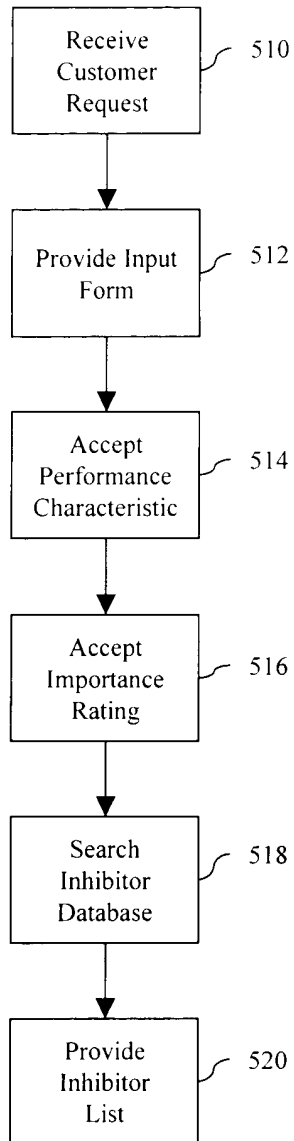 Receive
Customer
Request
510
Provide Input
Form
512
Accept
Performance
Characteristic
514
Accept
Importance
Rating
516
Search
Inhibitor
Database
518
Provide
Inhibitor
List
520